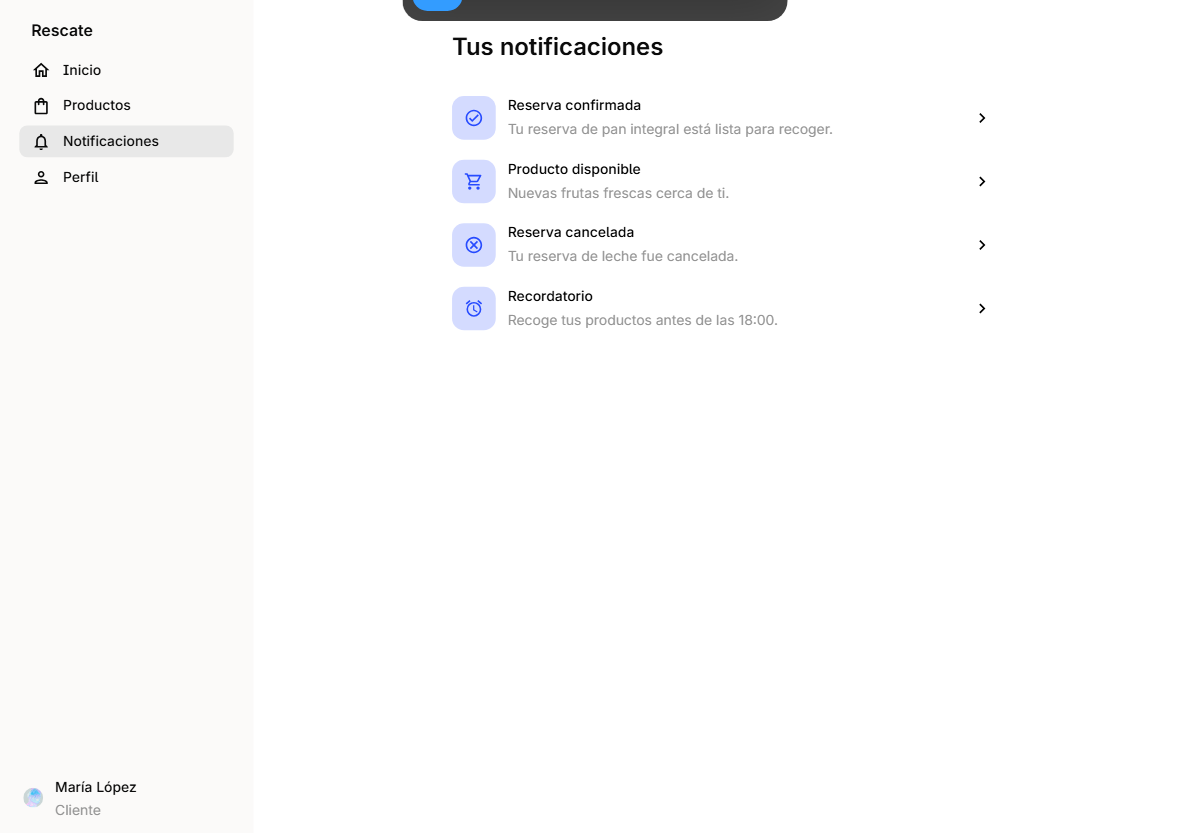 Rescate
Inicio
Productos
Notificaciones
Perfil
Tus notificaciones
Reserva confirmada
Tu reserva de pan integral está lista para recoger.
Producto disponible
Nuevas frutas frescas cerca de ti.
Reserva cancelada
Tu reserva de leche fue cancelada.
Recordatorio
Recoge tus productos antes de las 18:00.
María López
Cliente